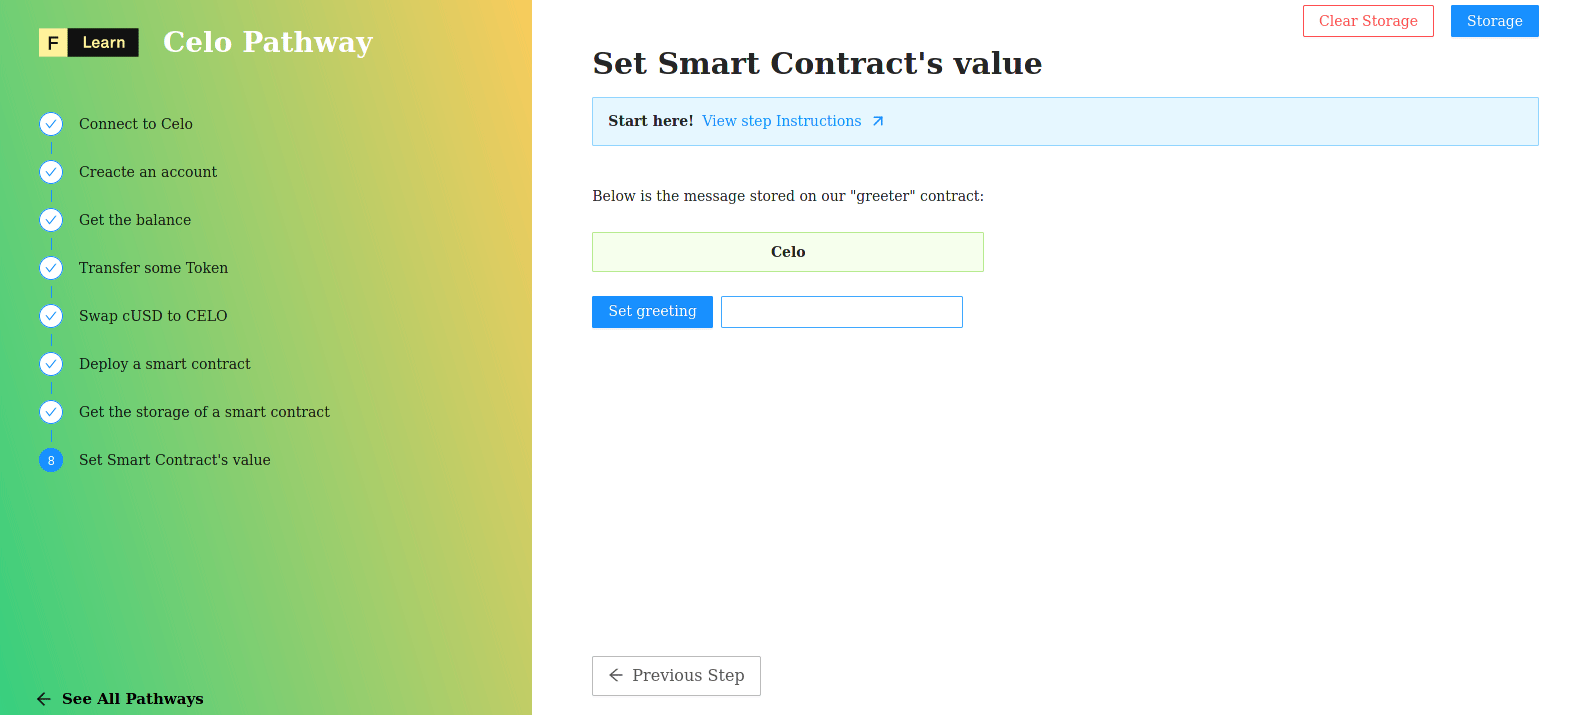 F Learn Celo Pathway
Connect to Celo
Creacte an account
Get the balance
Transfer some Token
Swap cUSD to CELO
Deploy a smart contract
Get the storage of a smart contract
8 Set Smart Contract's value
See All Pathways
Clear Storage Storage
Set Smart Contract's value
Start here! View step Instructions
Below is the message stored on our "greeter" contract:
Celo
Set greeting
Previous Step